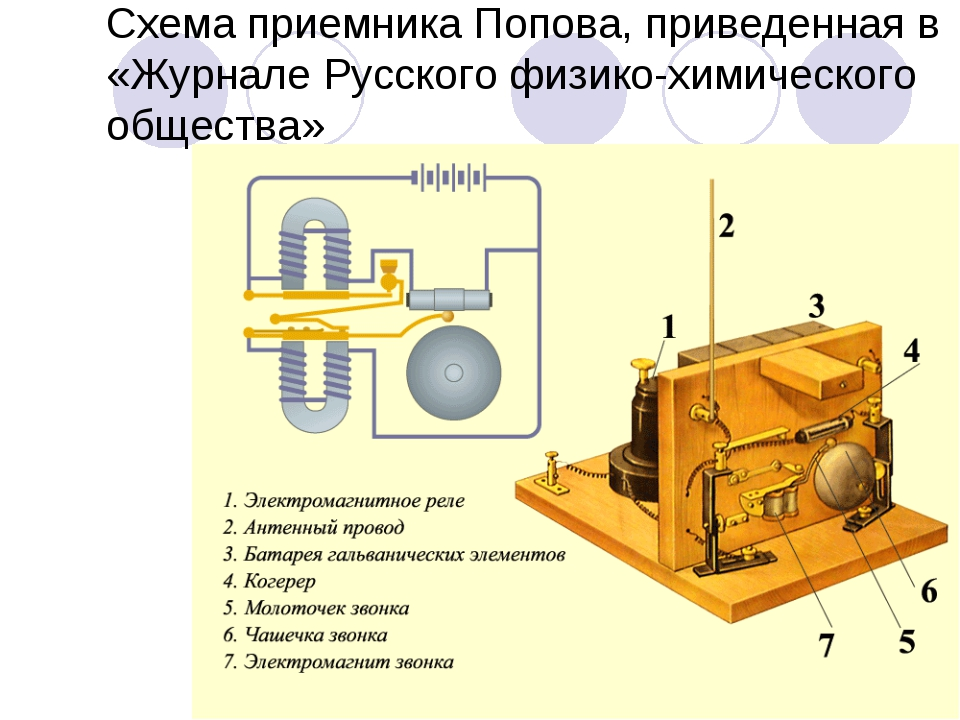 Схема приемника Попова, приведенная в
«Журнале Русского физико-химического
общества»
2
3
1
4
1. Электромагнитное реле
2. Антенный провод
3. Батарея гальванических элементов
4. Когерер
5. Молоточек звонка
6. Чашечка звонка
7. Электромагнит звонка
6
5
7